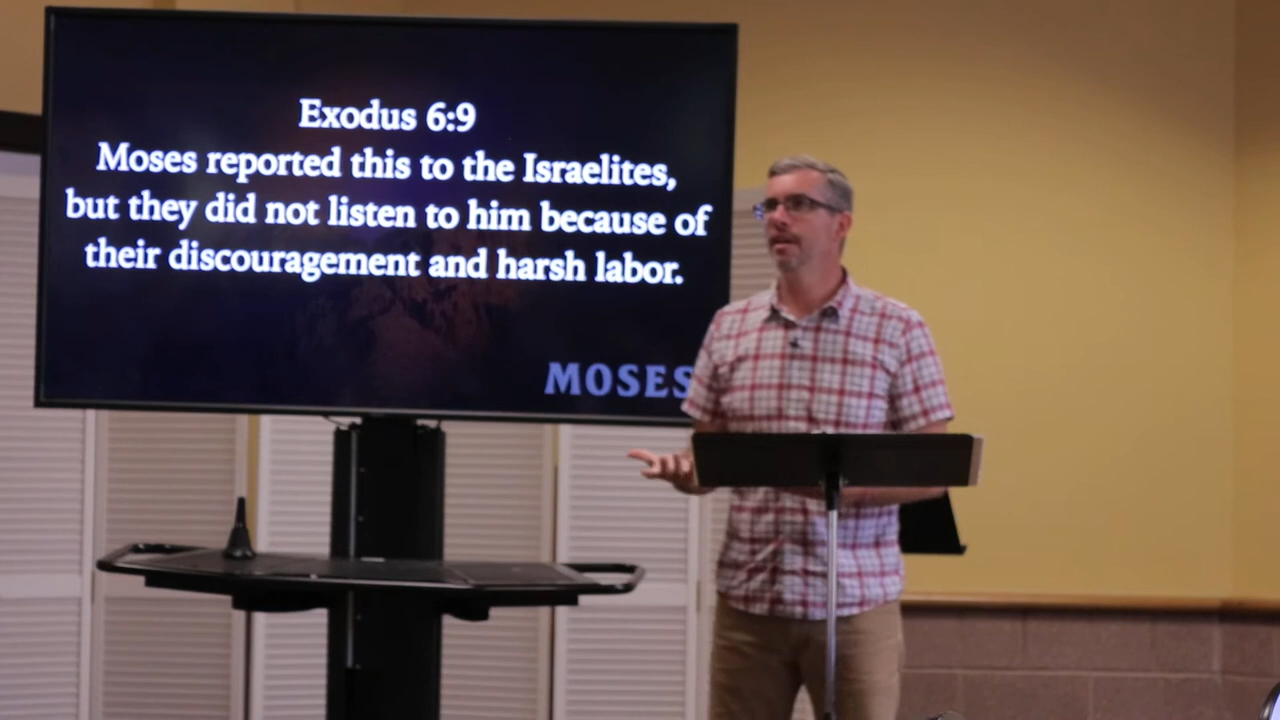 Exodus 6:9
Moses reported this to the Israelites,
but they did not listen to him because of
their discouragement and harsh labor.
MOSES